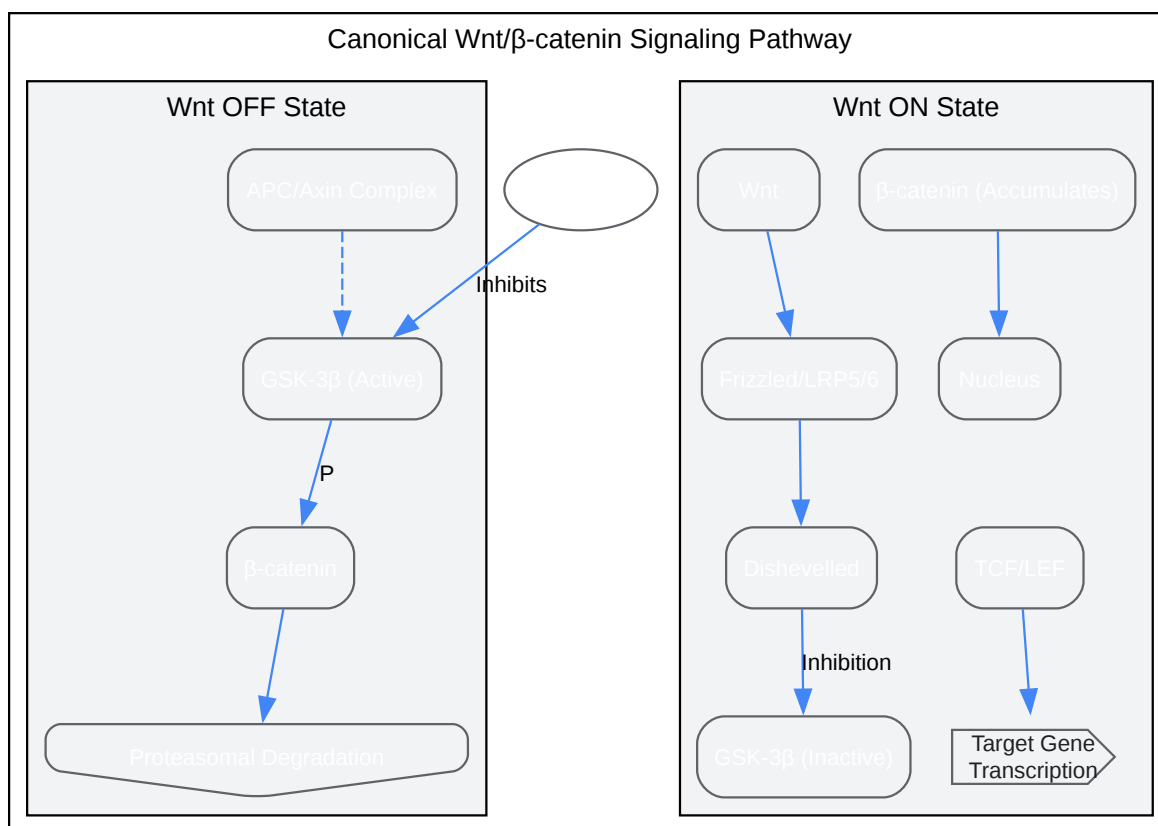 Canonical Wnt/β-catenin Signaling Pathway
Wnt OFF State
APC/Axin Complex
Inhibits
GSK-3β (Active)
P
β-catenin
Proteasomal Degradation
Wnt ON State
Wnt
β-catenin (Accumulates)
Frizzled/LRP5/6
Nucleus
Dishevelled
TCF/LEF
Inhibition
GSK-3β (Inactive)
Target Gene
Transcription